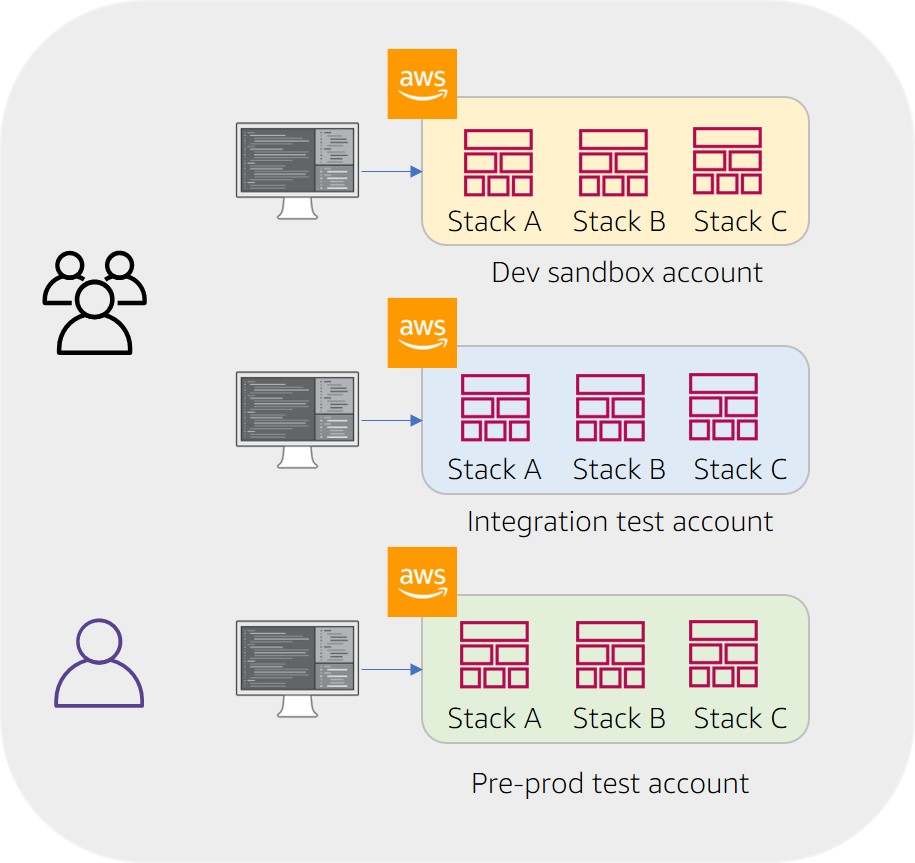 aws
Stack A Stack B Stack C
Dev sandbox account
aws
Stack A Stack B Stack C
Integration test account
aws
Stack A Stack B Stack C
Pre-prod test account